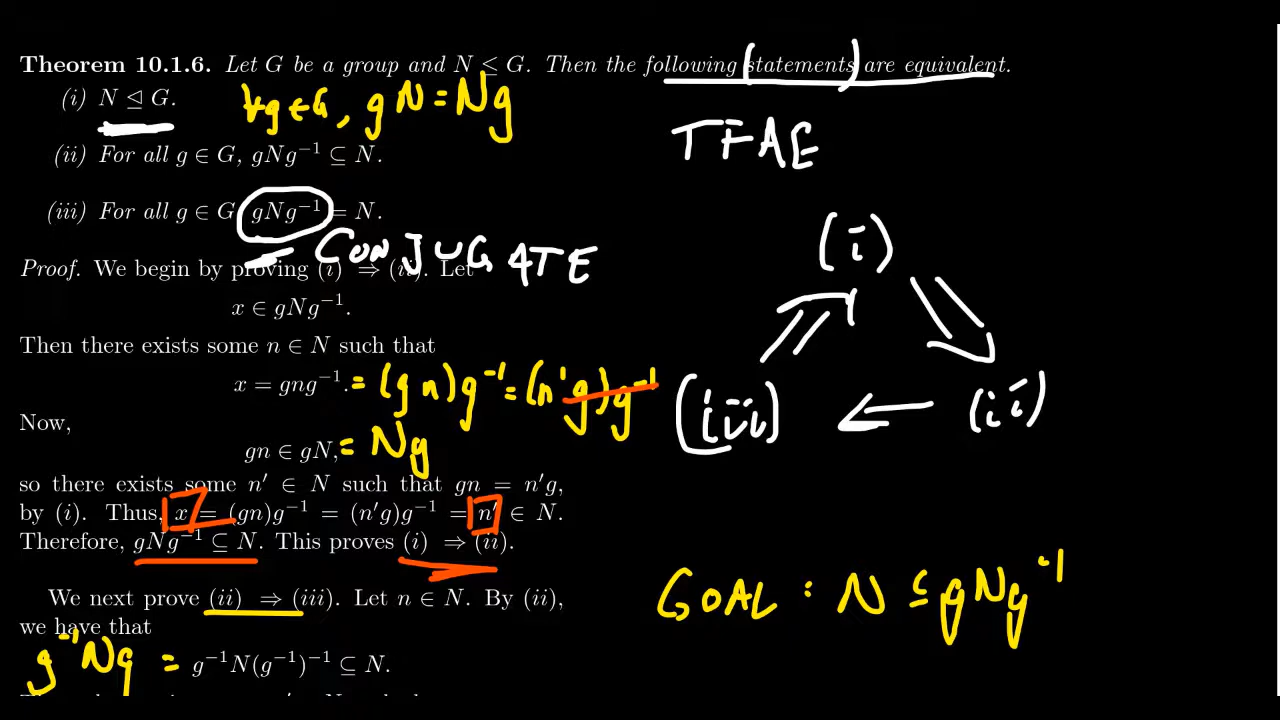 Theorem 10.1.6. Let G be a group and N ≤ G. Then the following statements are equivalent.
(i) N ⊴ G. ∀g ∈ G, gN = Ng
TFAE
(ii) For all g ∈ G, gNg⁻¹ ⊆ N.
(iii) For all g ∈ G gNg⁻¹ = N.
CONJUGATE
(i)
Proof. We begin by proving (i) ⇒ (ii). Let
x ∈ gNg⁻¹.
Then there exists some n ∈ N such that
x = gng⁻¹. = (gn)g⁻¹ = (n'g)g⁻¹
(iii) ⇐ (ii)
Now,
gn ∈ gN, = Ng
so there exists some n′ ∈ N such that gn = n′g,
by (i). Thus, x = (gn)g⁻¹ = (n′g)g⁻¹ = n′ ∈ N.
Therefore, gNg⁻¹ ⊆ N. This proves (i) ⇒ (ii).
We next prove (ii) ⇒ (iii). Let n ∈ N. By (ii),
GOAL : N ⊆ gNg⁻¹
we have that
g⁻¹Ng = g⁻¹N(g⁻¹)⁻¹ ⊆ N.